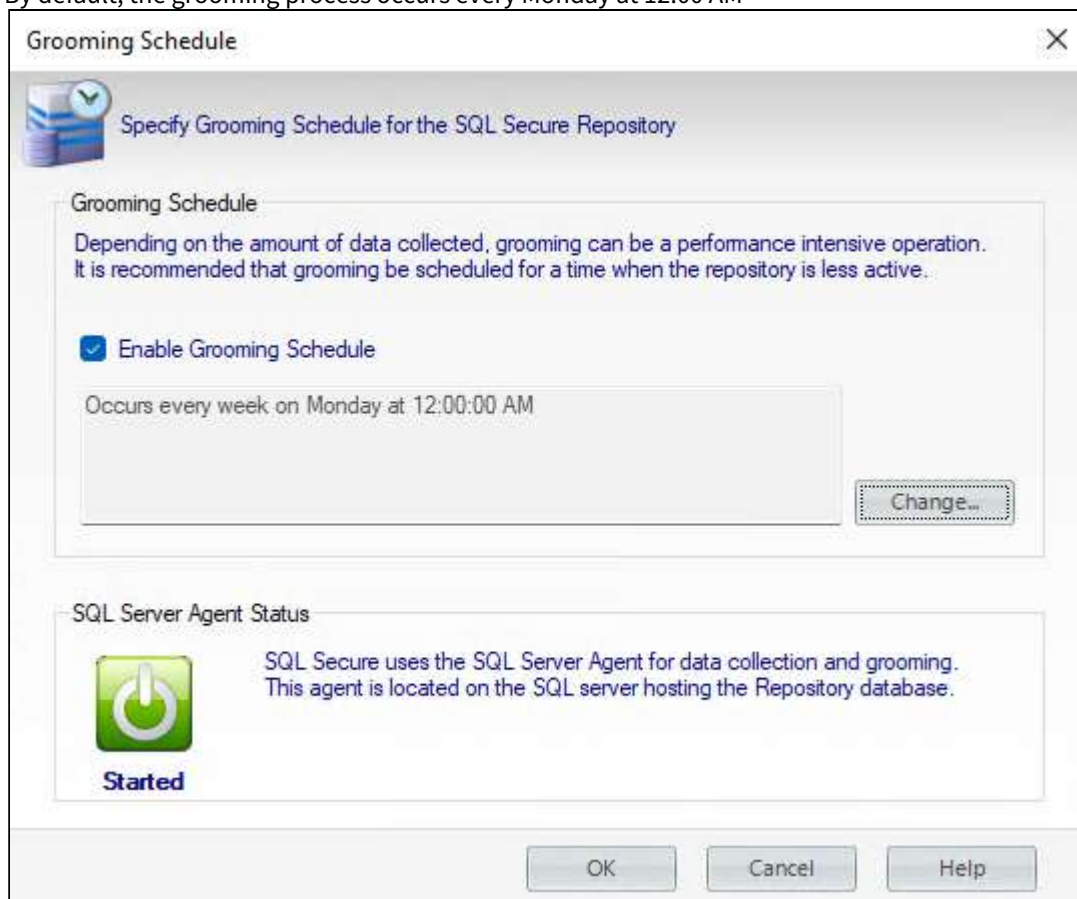 By default, the grooming process occurs every Monday at 12:00 AM
Grooming Schedule
Specify Grooming Schedule for the SQL Secure Repository
Grooming Schedule
Depending on the amount of data collected, grooming can be a performance intensive operation.
It is recommended that grooming be scheduled for a time when the repository is less active.
Enable Grooming Schedule
Occurs every week on Monday at 12:00:00 AM
Change...
SQL Server Agent Status
SQL Secure uses the SQL Server Agent for data collection and grooming.
This agent is located on the SQL server hosting the Repository database.
Started
OK
Cancel
Help